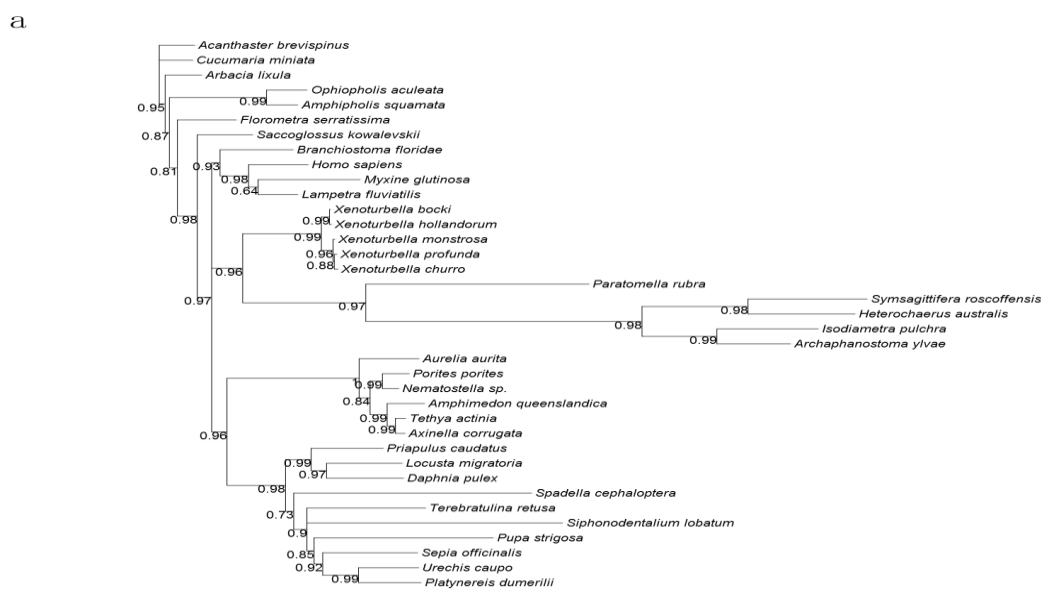 a
Acanthaster brevispinus
Cucumaria miniata
Arbacia lixula
Ophiopholis aculeata
0.99
Amphipholis squamata
0.95
Florometra serratissima
0.87
Saccoglossus kowalevskii
Branchiostoma floridae
Homo sapiens
0.81
0.93
0.98
Myxine glutinosa
0.64
Lampetra fluviatilis
Xenoturbella bocki
0.98
0.99
Xenoturbella hollandorum
0.99
Xenoturbella monstrosa
0.96
Xenoturbella profunda
0.96
0.88
Xenoturbella churro
Paratomella rubra
0.97
0.97
Symsagittifera roscoffensis
0.98
Heterochaerus australis
0.98
Isodiametra pulchra
0.99
Archaphanostoma ylvae
Aurelia aurita
Porites porites
1
0.99
Nematostella sp.
0.84
Amphimedon queenslandica
0.99
Tethya actinia
0.99
Axinella corrugata
0.96
Priapulus caudatus
0.99
Locusta migratoria
0.97
Daphnia pulex
0.98
Spadella cephaloptera
0.73
Terebratulina retusa
Siphonodentalium lobatum
0.9
Pupa strigosa
0.85
Sepia officinalis
0.92
Urechis caupo
0.99
Platynereis dumerilii